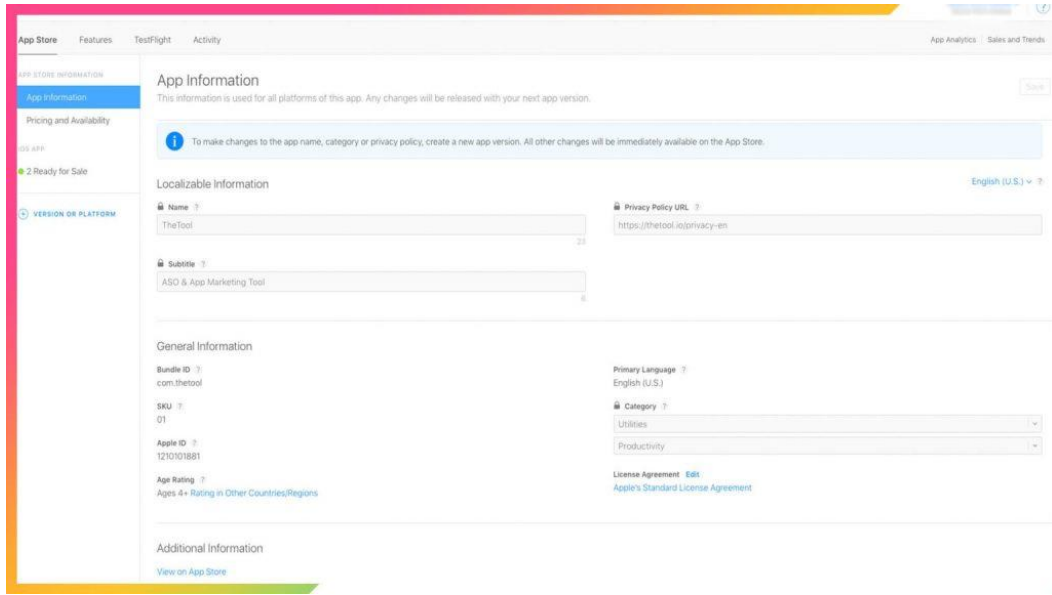 App Store Features TestFlight Activity App Analytics Sales and Trends
APP STORE INFORMATION
App Information
Pricing and Availability
IOS APP
2 Ready for Sale
VERSION OR PLATFORM
App Information
This information is used for all platforms of this app. Any changes will be released with your next app version.
Save
To make changes to the app name, category or privacy policy, create a new app version. All other changes will be immediately available on the App Store.
Localizable Information
English (U.S.) ?
Name ?
TheTool
23
Privacy Policy URL ?
https://thetool.io/privacy-en
Subtitle ?
ASO & App Marketing Tool
6
General Information
Bundle ID ?
com.thetool
SKU ?
01
Apple ID ?
1210101881
Age Rating ?
Ages 4+ Rating in Other Countries/Regions
Primary Language ?
English (U.S.)
Category ?
Utilities
Productivity
License Agreement Edit
Apple's Standard License Agreement
Additional Information
View on App Store